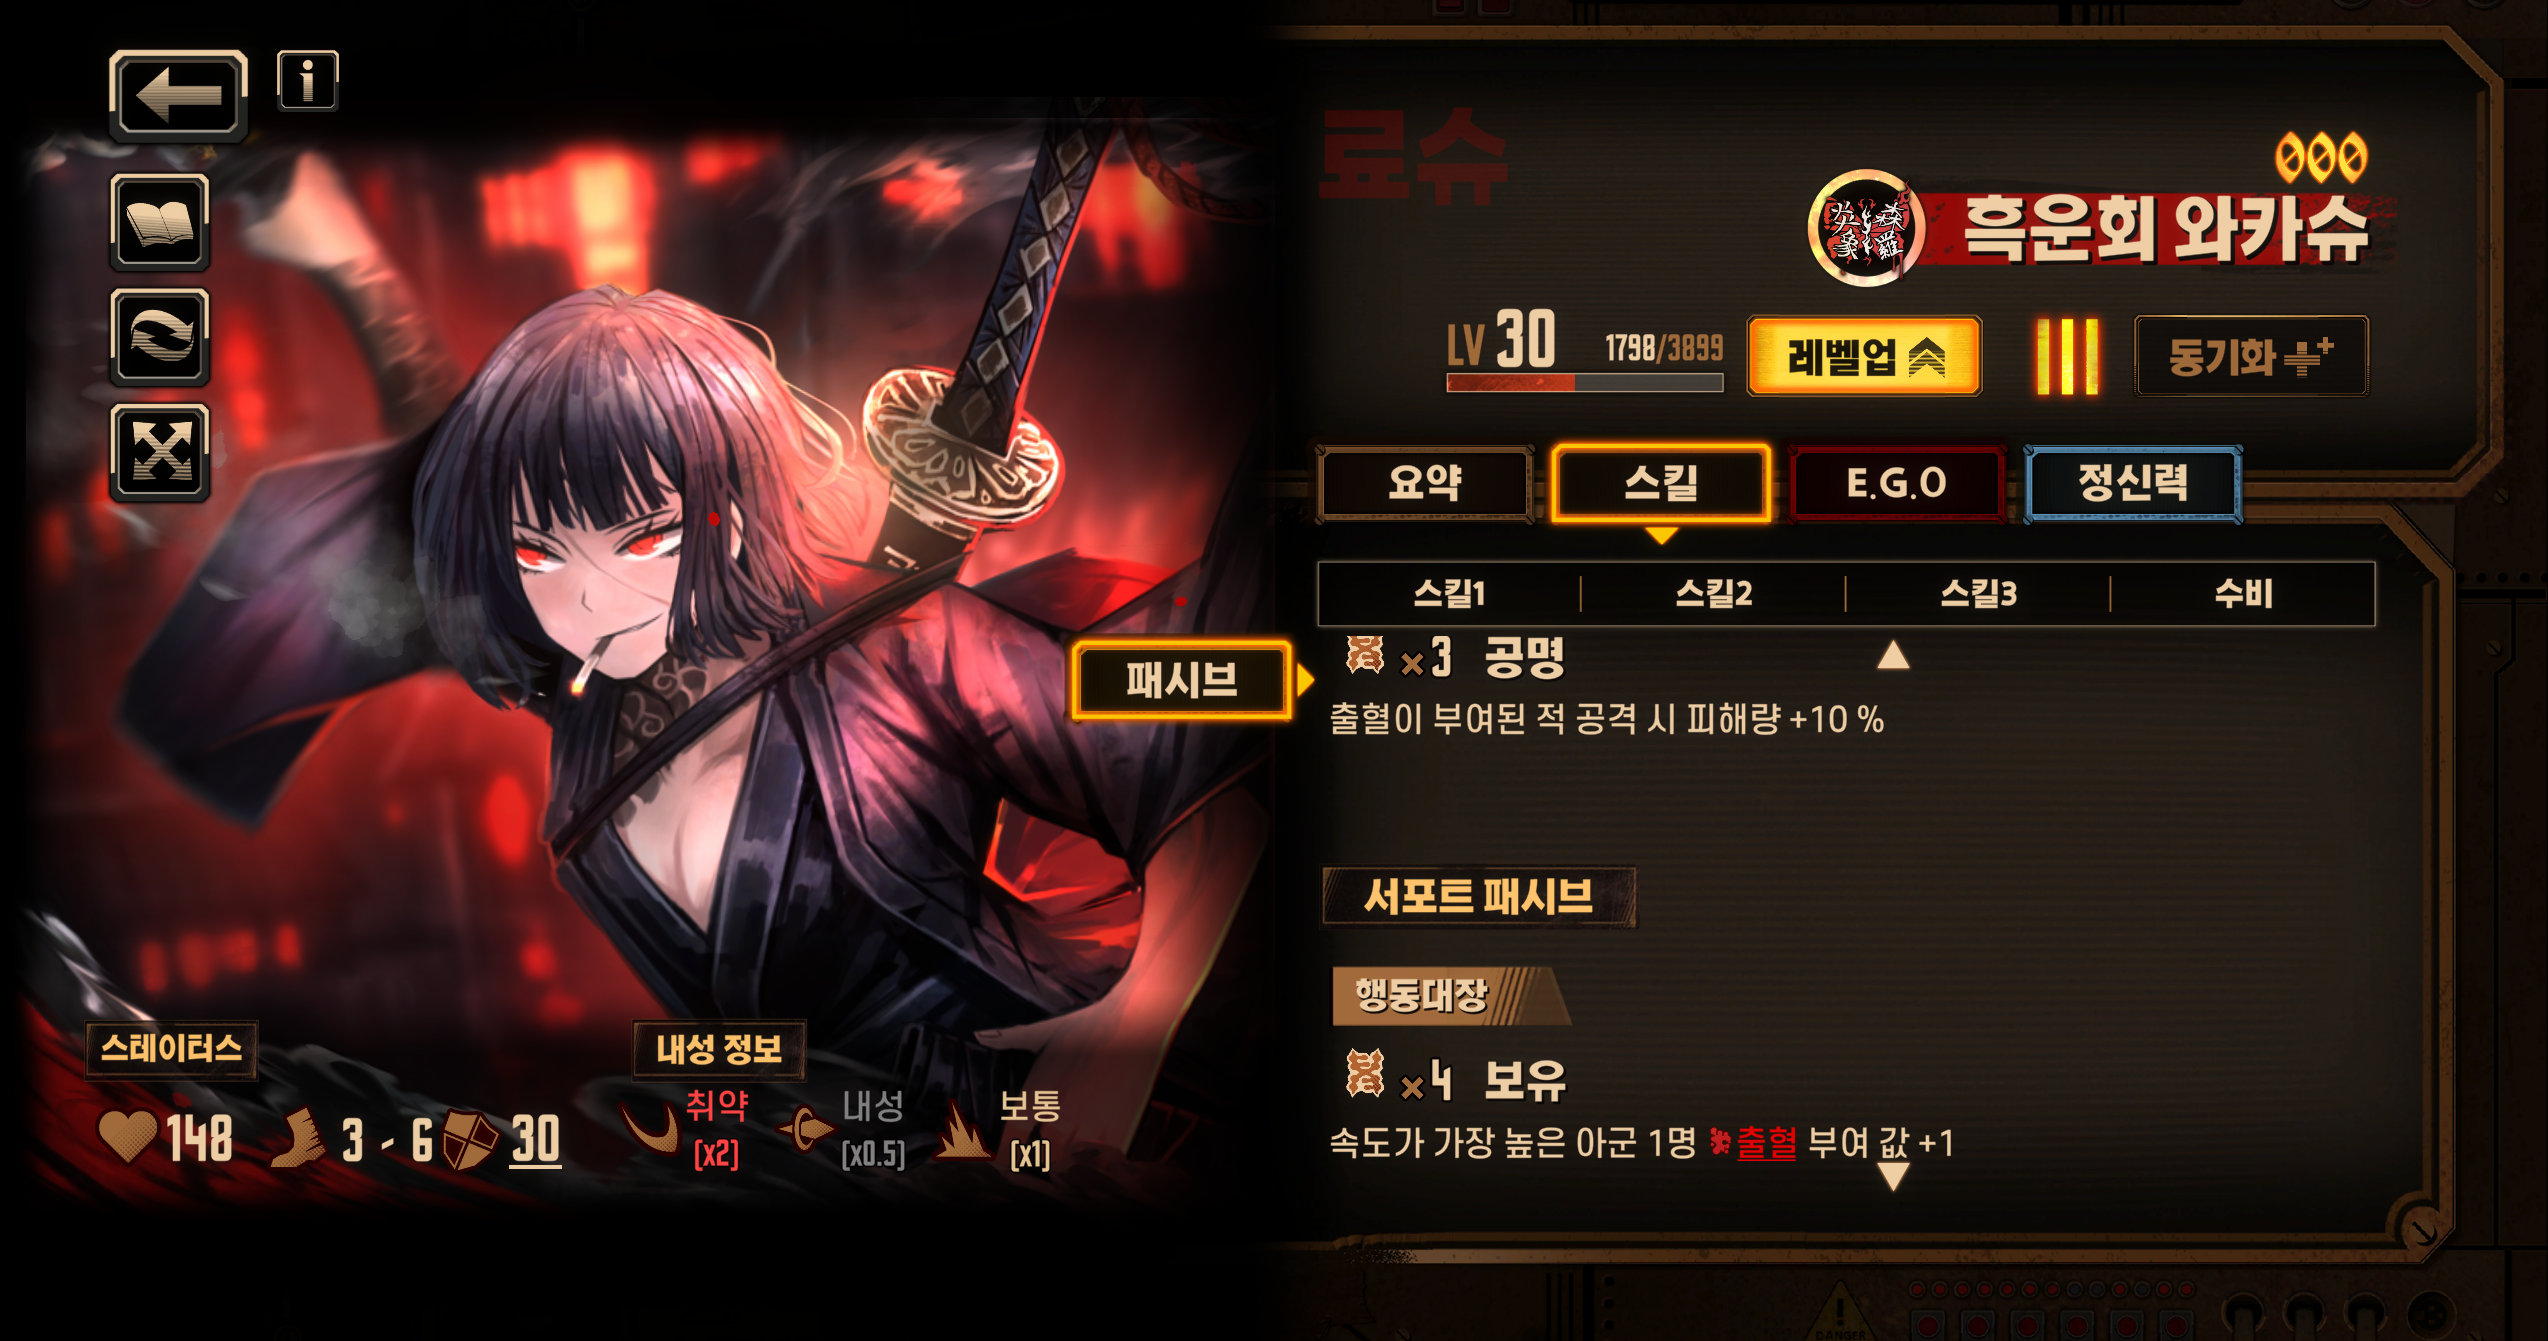 료슈
흑운회 와카슈
LV 30 1798/3899 레벨업 동기화
요약 스킬 E.G.O 정신력
스킬1 스킬2 스킬3 수비
패시브
×3 공명
출혈이 부여된 적 공격 시 피해량 +10 %
서포트 패시브
행동대장
×4 보유
속도가 가장 높은 아군 1명 출혈 부여 값 +1
스테이터스
148 3 - 6 30
내성 정보
취약 내성 보통
[x2] [x0.5] [x1]
DANGER